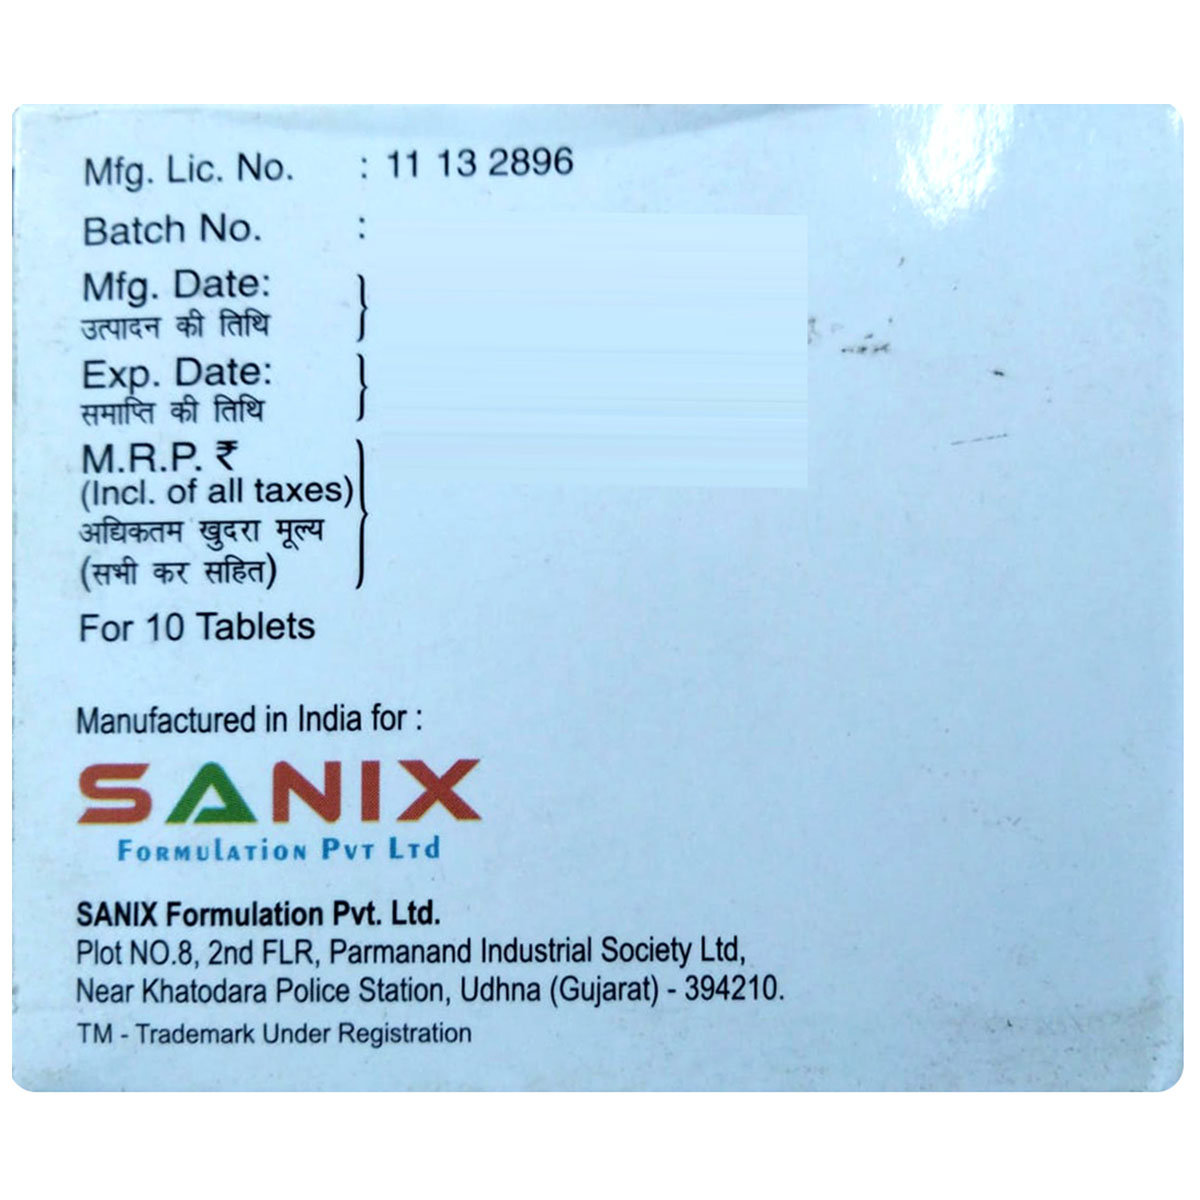 Mfg. Lic. No. : 11 13 2896
Batch No. :
Mfg. Date:
उत्पादन की तिथि
Exp. Date:
समाप्ति की तिथि
M.R.P. ₹
(Incl. of all taxes)
अधिकतम खुदरा मूल्य
(सभी कर सहित)
For 10 Tablets
Manufactured in India for :
SANIX
FORMULATION PVT LTD
SANIX Formulation Pvt. Ltd.
Plot NO.8, 2nd FLR, Parmanand Industrial Society Ltd,
Near Khatodara Police Station, Udhna (Gujarat) - 394210.
TM - Trademark Under Registration